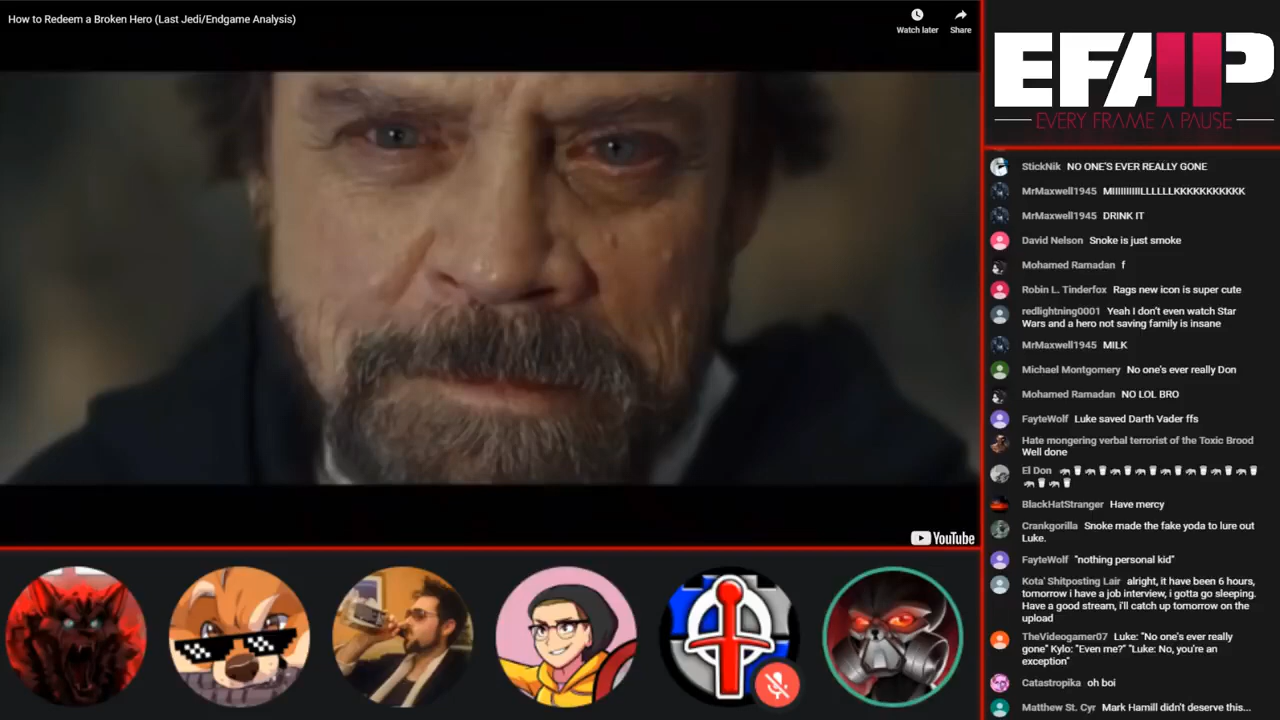 How to Redeem a Broken Hero (Last Jedi/Endgame Analysis)
Watch later
Share
YouTube
EFAP
EVERY FRAME A PAUSE
StickNik NO ONE'S EVER REALLY GONE
MrMaxwell1945 MIIIIIIIIIILLLLLLKKKKKKKKKKK
MrMaxwell1945 DRINK IT
David Nelson Snoke is just smoke
Mohamed Ramadan f
Robin L. Tinderfox Rags new icon is super cute
redlightning0001 Yeah I don't even watch Star
Wars and a hero not saving family is insane
MrMaxwell1945 MILK
Michael Montgomery No one's ever really Don
Mohamed Ramadan NO LOL BRO
FayteWolf Luke saved Darth Vader ffs
Hate mongering verbal terrorist of the Toxic Brood
Well done
El Don
BlackHatStranger Have mercy
Crankgorilla Snoke made the fake yoda to lure out
Luke.
FayteWolf "nothing personal kid"
Kota' Shitposting Lair alright, it have been 6 hours,
tomorrow i have a job interview, i gotta go sleeping.
Have a good stream, i'll catch up tomorrow on the
upload
TheVideogamer07 Luke: "No one's ever really
gone" Kylo: "Even me?" "Luke: No, you're an
exception"
Catastropika oh boi
Matthew St. Cyr Mark Hamill didn't deserve this...